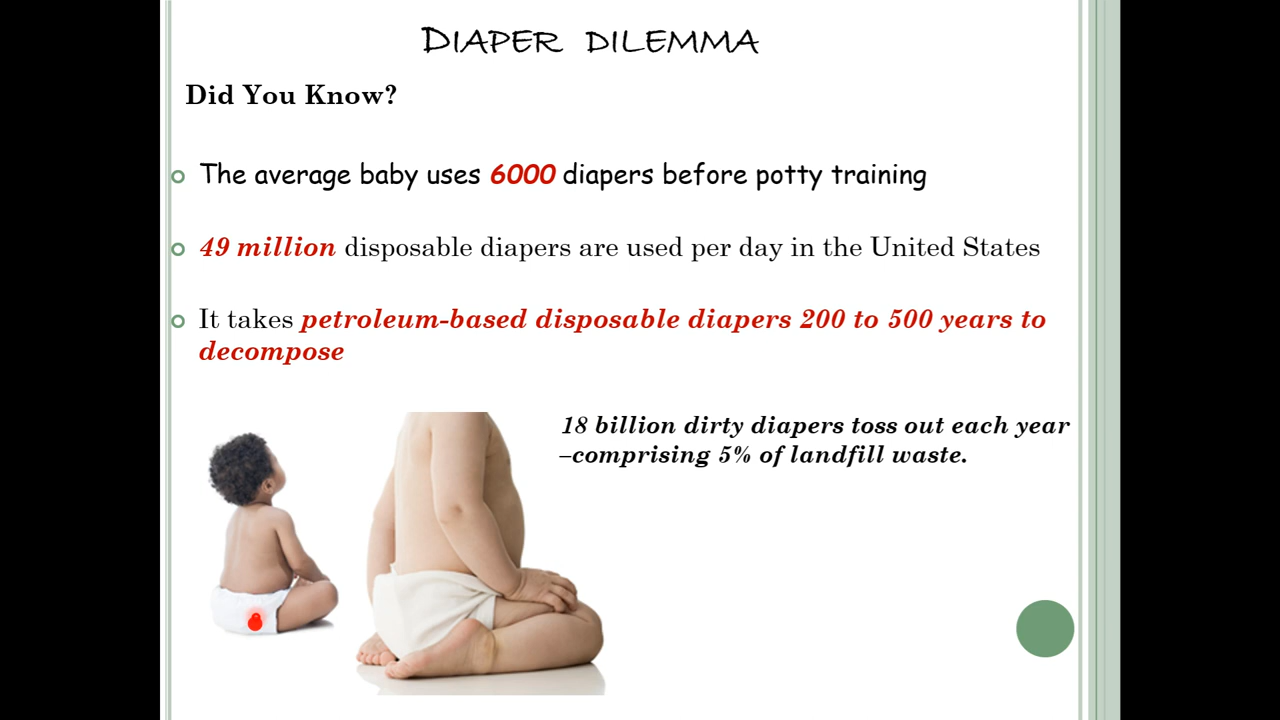 DIAPER DILEMMA
Did You Know?
The average baby uses 6000 diapers before potty training
49 million disposable diapers are used per day in the United States
It takes petroleum-based disposable diapers 200 to 500 years to
decompose
18 billion dirty diapers toss out each year
–comprising 5% of landfill waste.